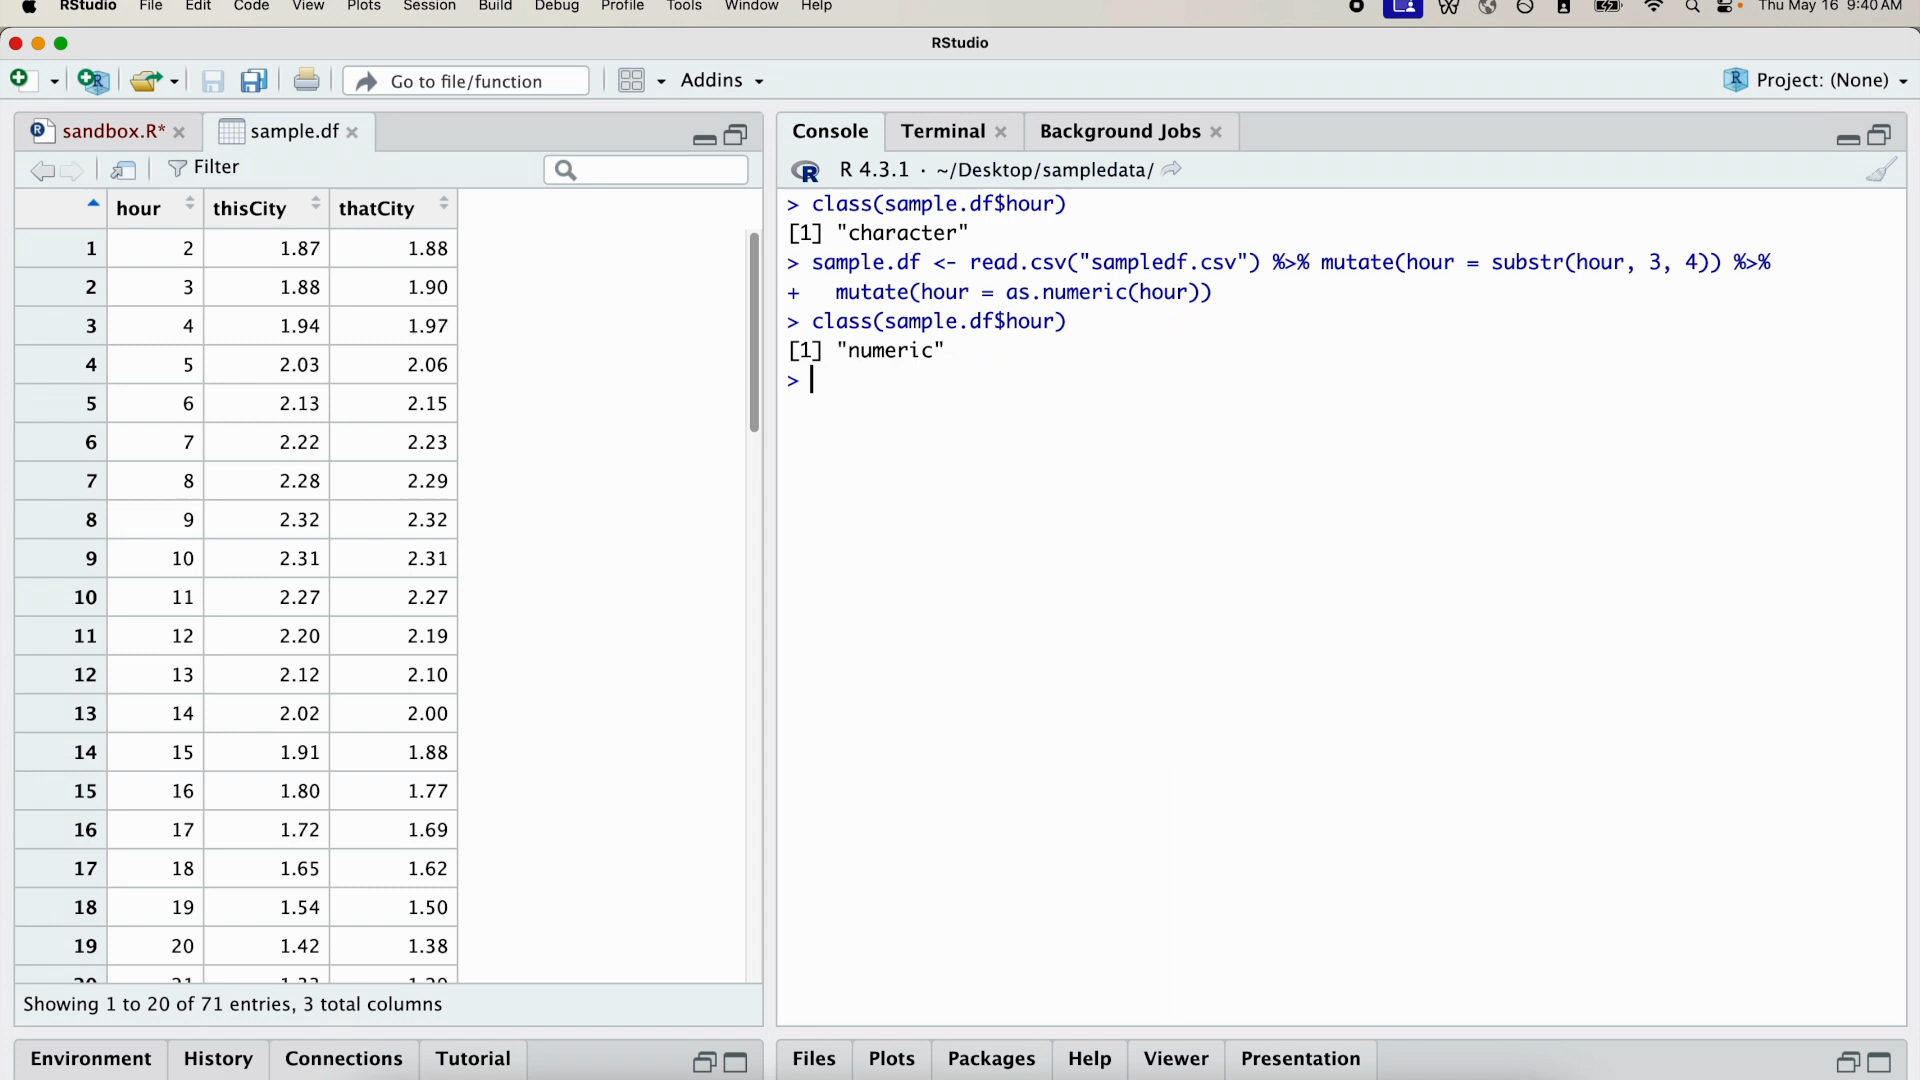 RStudio File Edit Code View Plots Session Build Debug Profile Tools Window Help Thu May 16 9:40 AM
RStudio
Go to file/function Addins Project: (None)
sandbox.R* sample.df
Filter
hour thisCity thatCity
1 2 1.87 1.88
2 3 1.88 1.90
3 4 1.94 1.97
4 5 2.03 2.06
5 6 2.13 2.15
6 7 2.22 2.23
7 8 2.28 2.29
8 9 2.32 2.32
9 10 2.31 2.31
10 11 2.27 2.27
11 12 2.20 2.19
12 13 2.12 2.10
13 14 2.02 2.00
14 15 1.91 1.88
15 16 1.80 1.77
16 17 1.72 1.69
17 18 1.65 1.62
18 19 1.54 1.50
19 20 1.42 1.38
Showing 1 to 20 of 71 entries, 3 total columns
Environment History Connections Tutorial
Console Terminal Background Jobs
R 4.3.1 · ~/Desktop/sampledata/
> class(sample.df$hour)
[1] "character"
> sample.df <- read.csv("sampledf.csv") %>% mutate(hour = substr(hour, 3, 4)) %>%
+   mutate(hour = as.numeric(hour))
> class(sample.df$hour)
[1] "numeric"
>
Files Plots Packages Help Viewer Presentation